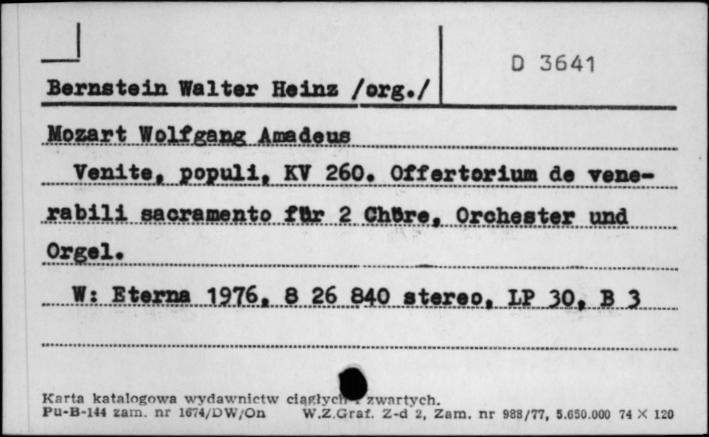 D 3641
Bernstein Walter Heinz /org./
Mozart Wolfgang Amadeus
Venite, populi, KV 260. Offertorium de vene-
rabili sacramento für 2 Chöre, Orchester und
Orgel.
W: Eterna 1976, 8 26 840 stereo, LP 30, B 3
Karta katalogowa wydawnictw ciągłych i zwartych.
Pu-B-144 zam. nr 1674/DW/On W.Z.Graf. Z-d 2, Zam. nr 988/77, 5.650.000 74 × 120